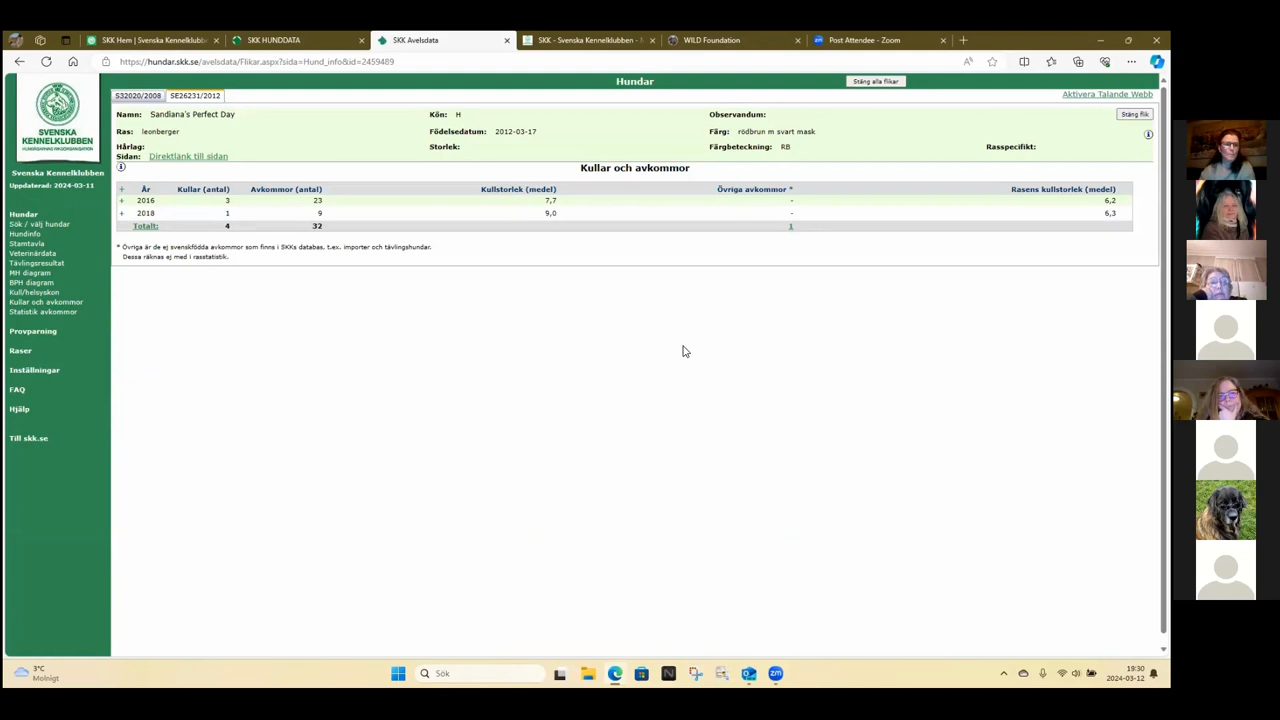 SKK Hem | Svenska Kennelklubb
SKK HUNDDATA
SKK Avelsdata
SKK - Svenska Kennelklubben -
WILD Foundation
Post Attendee - Zoom
https://hundar.skk.se/avelsdata/Flikar.aspx?sida=Hund_info&id=2459489
Hundar
Stäng alla flikar
S32020/2008
SE26231/2012
Aktivera Talande Webb
Namn: Sandiana's Perfect Day
Kön: H
Observandum:
Stäng flik
Ras: leonberger
Födelsedatum: 2012-03-17
Färg: rödbrun m svart mask
Hårlag:
Storlek:
Färgbeteckning: RB
Rasspecifikt:
Sidan: Direktlänk till sidan
Kullar och avkommor
+ År Kullar (antal) Avkommor (antal) Kullstorlek (medel) Övriga avkommor * Rasens kullstorlek (medel)
+ 2016 3 23 7,7 - 6,2
+ 2018 1 9 9,0 - 6,3
Totalt: 4 32 1
* Övriga är de ej svenskfödda avkommor som finns i SKKs databas, t.ex. importer och tävlingshundar.
Dessa räknas ej med i rasstatistik.
SVENSKA
KENNELKLUBBEN
Svenska Kennelklubben
Uppdaterad: 2024-03-11
Hundar
Sök / välj hundar
Hundinfo
Stamtavla
Veterinärdata
Tävlingsresultat
MH diagram
BPH diagram
Kull/helsyskon
Kullar och avkommor
Statistik avkommor
Provparning
Raser
Inställningar
FAQ
Hjälp
Till skk.se
3°C
Molnigt
Sök
zm
19:30
2024-03-12